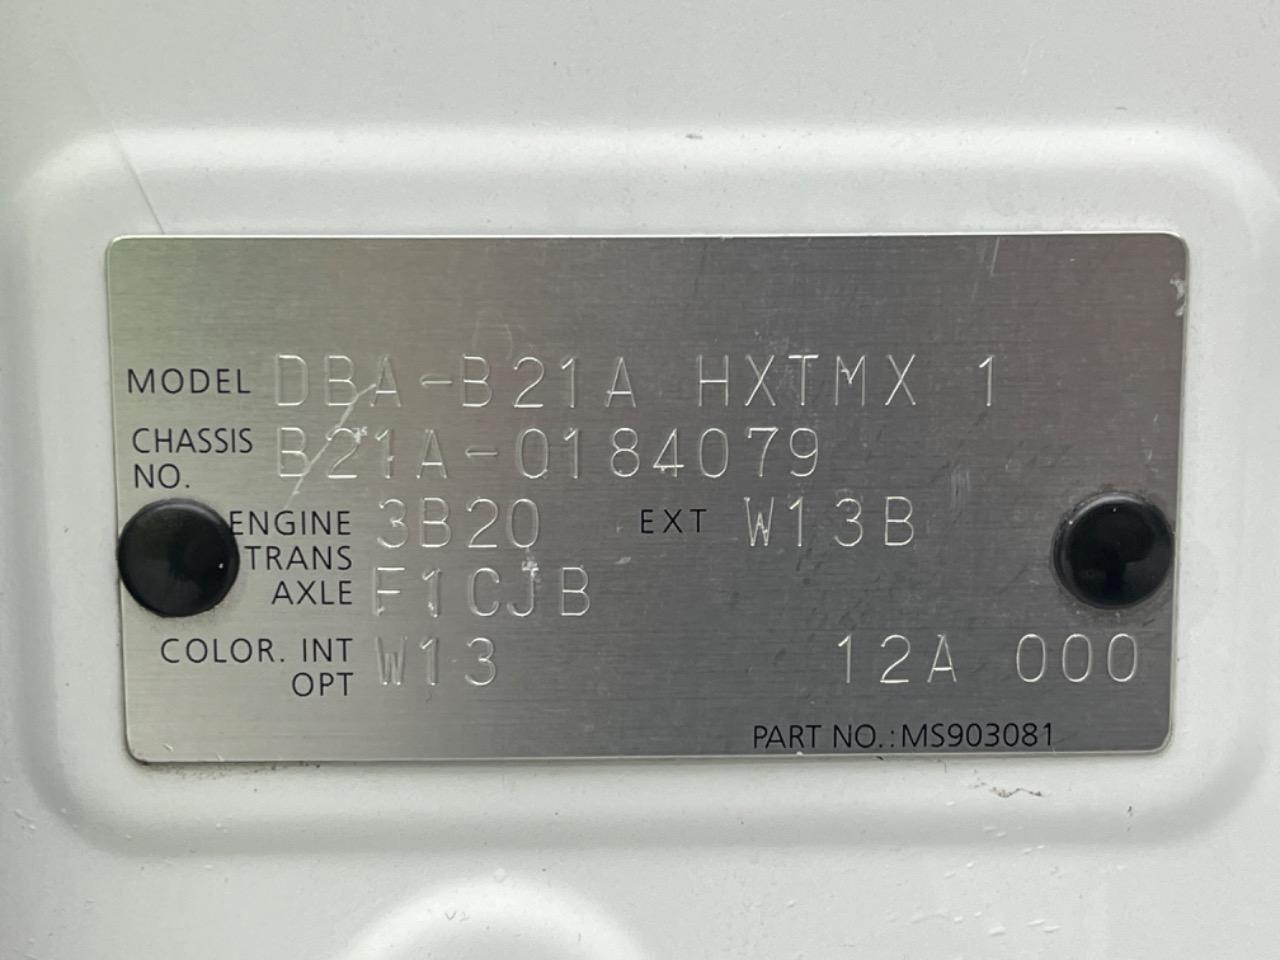 MODEL DBA-B21A HXTMX 1
CHASSIS NO. B21A-0184079
ENGINE 3B20 EXT W13B
TRANS AXLE F1CJB
COLOR. INT OPT W13 12A 000
PART NO.:MS903081